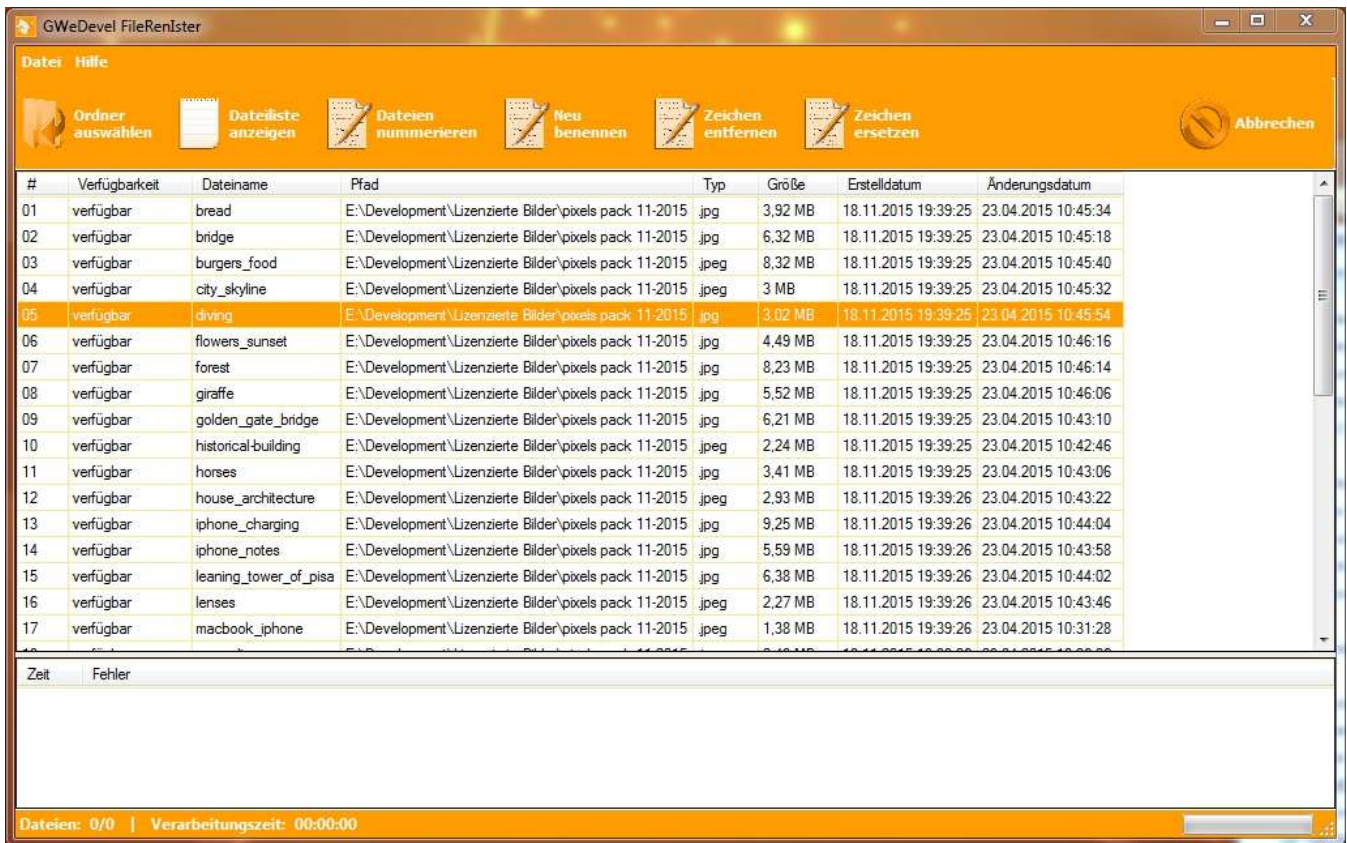 GWeDevel FileRenIster
Datei Hilfe
Ordner auswählen Dateiliste anzeigen Dateien nummerieren Neu benennen Zeichen entfernen Zeichen ersetzen Abbrechen
# Verfügbarkeit Dateiname Pfad Typ Größe Erstelldatum Änderungsdatum
01 verfügbar bread E:\Development\Lizenzierte Bilder\pixels pack 11-2015 .jpg 3,92 MB 18.11.2015 19:39:25 23.04.2015 10:45:34
02 verfügbar bridge E:\Development\Lizenzierte Bilder\pixels pack 11-2015 .jpg 6,32 MB 18.11.2015 19:39:25 23.04.2015 10:45:18
03 verfügbar burgers_food E:\Development\Lizenzierte Bilder\pixels pack 11-2015 .jpeg 8,32 MB 18.11.2015 19:39:25 23.04.2015 10:45:40
04 verfügbar city_skyline E:\Development\Lizenzierte Bilder\pixels pack 11-2015 .jpeg 3 MB 18.11.2015 19:39:25 23.04.2015 10:45:32
05 verfügbar diving E:\Development\Lizenzierte Bilder\pixels pack 11-2015 .jpg 3,02 MB 18.11.2015 19:39:25 23.04.2015 10:45:54
06 verfügbar flowers_sunset E:\Development\Lizenzierte Bilder\pixels pack 11-2015 .jpg 4,49 MB 18.11.2015 19:39:25 23.04.2015 10:46:16
07 verfügbar forest E:\Development\Lizenzierte Bilder\pixels pack 11-2015 .jpg 8,23 MB 18.11.2015 19:39:25 23.04.2015 10:46:14
08 verfügbar giraffe E:\Development\Lizenzierte Bilder\pixels pack 11-2015 .jpg 5,52 MB 18.11.2015 19:39:25 23.04.2015 10:46:06
09 verfügbar golden_gate_bridge E:\Development\Lizenzierte Bilder\pixels pack 11-2015 .jpg 6,21 MB 18.11.2015 19:39:25 23.04.2015 10:43:10
10 verfügbar historical-building E:\Development\Lizenzierte Bilder\pixels pack 11-2015 .jpeg 2,24 MB 18.11.2015 19:39:25 23.04.2015 10:42:46
11 verfügbar horses E:\Development\Lizenzierte Bilder\pixels pack 11-2015 .jpg 3,41 MB 18.11.2015 19:39:25 23.04.2015 10:43:06
12 verfügbar house_architecture E:\Development\Lizenzierte Bilder\pixels pack 11-2015 .jpeg 2,93 MB 18.11.2015 19:39:26 23.04.2015 10:43:22
13 verfügbar iphone_charging E:\Development\Lizenzierte Bilder\pixels pack 11-2015 .jpg 9,25 MB 18.11.2015 19:39:26 23.04.2015 10:44:04
14 verfügbar iphone_notes E:\Development\Lizenzierte Bilder\pixels pack 11-2015 .jpg 5,59 MB 18.11.2015 19:39:26 23.04.2015 10:43:58
15 verfügbar leaning_tower_of_pisa E:\Development\Lizenzierte Bilder\pixels pack 11-2015 .jpg 6,38 MB 18.11.2015 19:39:26 23.04.2015 10:44:02
16 verfügbar lenses E:\Development\Lizenzierte Bilder\pixels pack 11-2015 .jpeg 2,27 MB 18.11.2015 19:39:26 23.04.2015 10:43:46
17 verfügbar macbook_iphone E:\Development\Lizenzierte Bilder\pixels pack 11-2015 .jpeg 1,38 MB 18.11.2015 19:39:26 23.04.2015 10:31:28
Zeit Fehler
Dateien: 0/0 | Verarbeitungszeit: 00:00:00